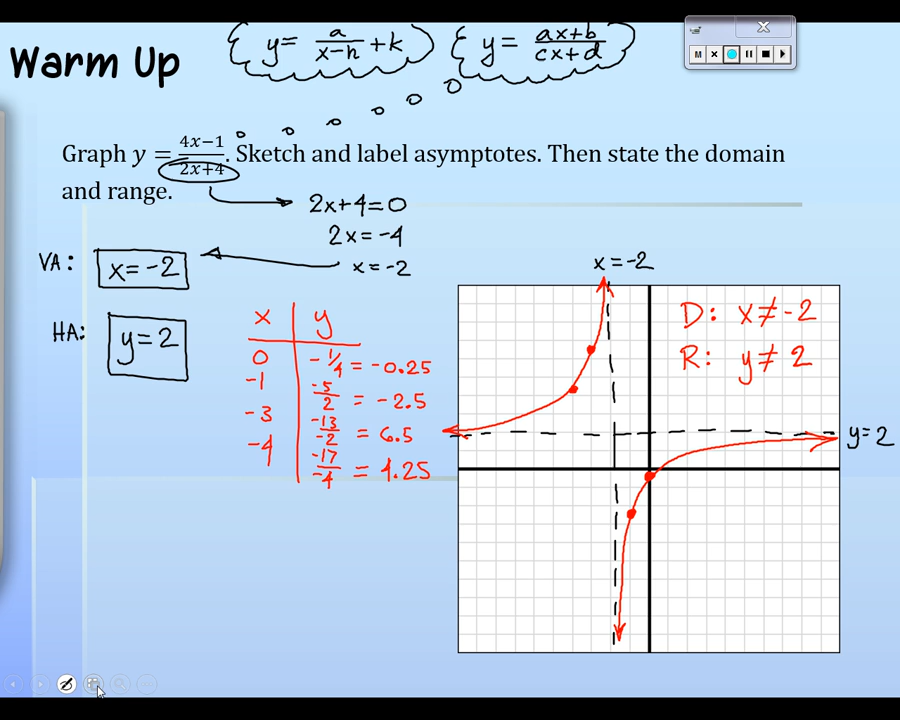 Warm Up
y = a/(x-h) + k
y = (ax+b)/(cx+d)
M
Graph y = (4x−1)/(2x+4). Sketch and label asymptotes. Then state the domain
and range.
2x+4=0
2x=-4
x=-2
VA: x=-2
HA: y=2
x | y
0 | -1/4 = -0.25
-1 | -5/2 = -2.5
-3 | -13/-2 = 6.5
-4 | -17/-4 = 4.25
x=-2
D: x≠-2
R: y≠2
y=2